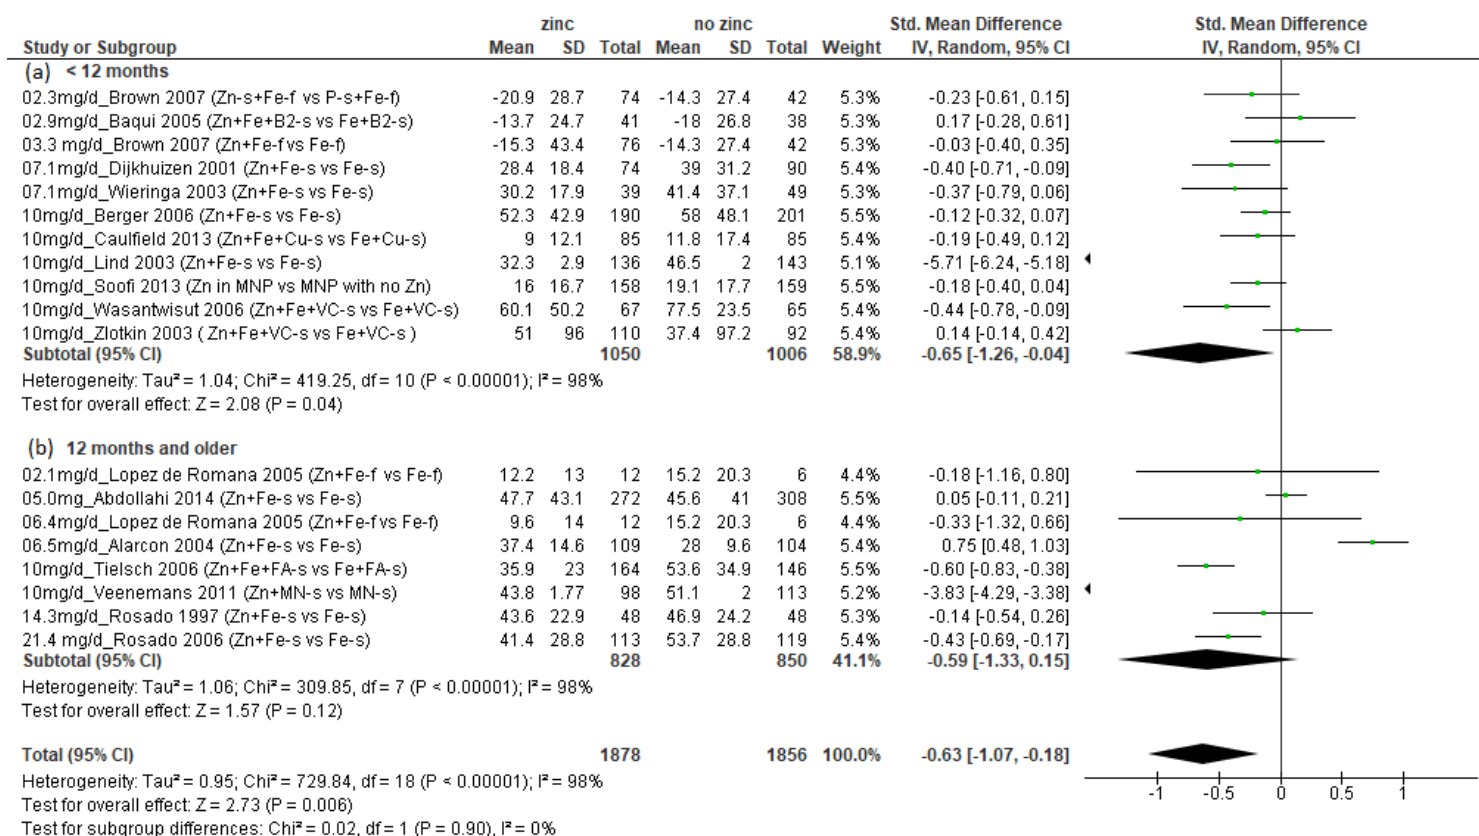 zinc no zinc Std. Mean Difference Std. Mean Difference
Study or Subgroup Mean SD Total Mean SD Total Weight IV, Random, 95% CI IV, Random, 95% CI
(a) < 12 months
02.3mg/d_Brown 2007 (Zn-s+Fe-f vs P-s+Fe-f) -20.9 28.7 74 -14.3 27.4 42 5.3% -0.23 [-0.61, 0.15]
02.9mg/d_Baqui 2005 (Zn+Fe+B2-s vs Fe+B2-s) -13.7 24.7 41 -18 26.8 38 5.3% 0.17 [-0.28, 0.61]
03.3 mg/d_Brown 2007 (Zn+Fe-f vs Fe-f) -15.3 43.4 76 -14.3 27.4 42 5.3% -0.03 [-0.40, 0.35]
07.1mg/d_Dijkhuizen 2001 (Zn+Fe-s vs Fe-s) 28.4 18.4 74 39 31.2 90 5.4% -0.40 [-0.71, -0.09]
07.1mg/d_Wieringa 2003 (Zn+Fe-s vs Fe-s) 30.2 17.9 39 41.4 37.1 49 5.3% -0.37 [-0.79, 0.06]
10mg/d_Berger 2006 (Zn+Fe-s vs Fe-s) 52.3 42.9 190 58 48.1 201 5.5% -0.12 [-0.32, 0.07]
10mg/d_Caulfield 2013 (Zn+Fe+Cu-s vs Fe+Cu-s) 9 12.1 85 11.8 17.4 85 5.4% -0.19 [-0.49, 0.12]
10mg/d_Lind 2003 (Zn+Fe-s vs Fe-s) 32.3 2.9 136 46.5 2 143 5.1% -5.71 [-6.24, -5.18]
10mg/d_Soofi 2013 (Zn in MNP vs MNP with no Zn) 16 16.7 158 19.1 17.7 159 5.5% -0.18 [-0.40, 0.04]
10mg/d_Wasantwisut 2006 (Zn+Fe+VC-s vs Fe+VC-s) 60.1 50.2 67 77.5 23.5 65 5.4% -0.44 [-0.78, -0.09]
10mg/d_Zlotkin 2003 ( Zn+Fe+VC-s vs Fe+VC-s ) 51 96 110 37.4 97.2 92 5.4% 0.14 [-0.14, 0.42]
Subtotal (95% CI) 1050 1006 58.9% -0.65 [-1.26, -0.04]
Heterogeneity: Tau² = 1.04; Chi² = 419.25, df = 10 (P < 0.00001); I² = 98%
Test for overall effect: Z = 2.08 (P = 0.04)
(b) 12 months and older
02.1mg/d_Lopez de Romana 2005 (Zn+Fe-f vs Fe-f) 12.2 13 12 15.2 20.3 6 4.4% -0.18 [-1.16, 0.80]
05.0mg_Abdollahi 2014 (Zn+Fe-s vs Fe-s) 47.7 43.1 272 45.6 41 308 5.5% 0.05 [-0.11, 0.21]
06.4mg/d_Lopez de Romana 2005 (Zn+Fe-f vs Fe-f) 9.6 14 12 15.2 20.3 6 4.4% -0.33 [-1.32, 0.66]
06.5mg/d_Alarcon 2004 (Zn+Fe-s vs Fe-s) 37.4 14.6 109 28 9.6 104 5.4% 0.75 [0.48, 1.03]
10mg/d_Tielsch 2006 (Zn+Fe+FA-s vs Fe+FA-s) 35.9 23 164 53.6 34.9 146 5.5% -0.60 [-0.83, -0.38]
10mg/d_Veenemans 2011 (Zn+MN-s vs MN-s) 43.8 1.77 98 51.1 2 113 5.2% -3.83 [-4.29, -3.38]
14.3mg/d_Rosado 1997 (Zn+Fe-s vs Fe-s) 43.6 22.9 48 46.9 24.2 48 5.3% -0.14 [-0.54, 0.26]
21.4 mg/d_Rosado 2006 (Zn+Fe-s vs Fe-s) 41.4 28.8 113 53.7 28.8 119 5.4% -0.43 [-0.69, -0.17]
Subtotal (95% CI) 828 850 41.1% -0.59 [-1.33, 0.15]
Heterogeneity: Tau² = 1.06; Chi² = 309.85, df = 7 (P < 0.00001); I² = 98%
Test for overall effect: Z = 1.57 (P = 0.12)
Total (95% CI) 1878 1856 100.0% -0.63 [-1.07, -0.18]
Heterogeneity: Tau² = 0.95; Chi² = 729.84, df = 18 (P < 0.00001); I² = 98%
-1 -0.5 0 0.5 1
Test for overall effect: Z = 2.73 (P = 0.006)
Test for subgroup differences: Chi² = 0.02, df = 1 (P = 0.90), I² = 0%